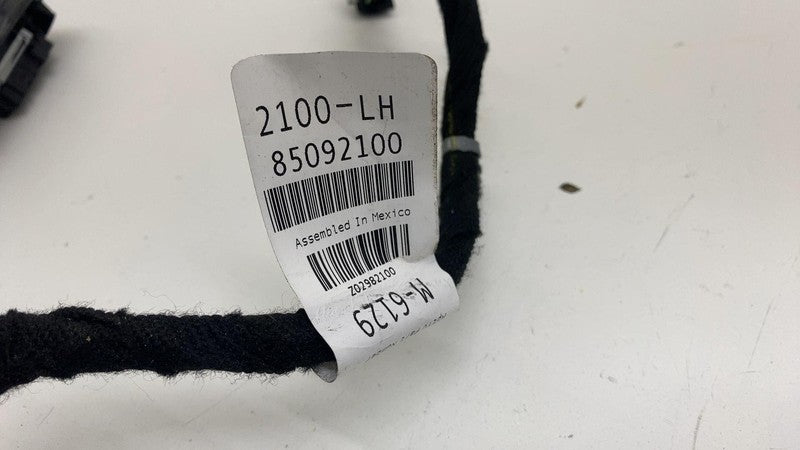 2100-LH
85092100
Assembled In Mexico
Z02982100
M-6129